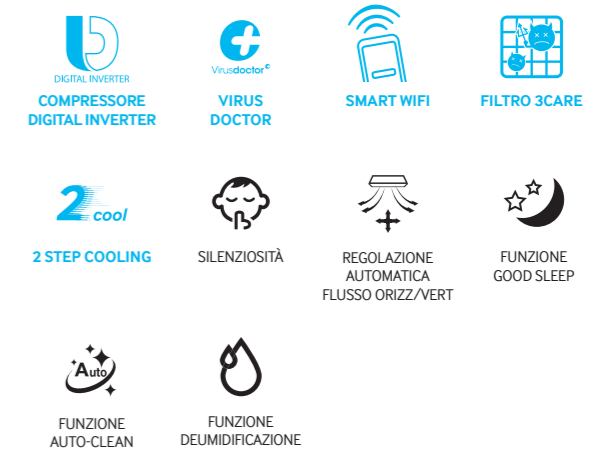 DIGITAL INVERTER
COMPRESSORE
DIGITAL INVERTER
Virusdoctor©
VIRUS
DOCTOR
SMART WIFI
FILTRO 3CARE
2 cool
2 STEP COOLING
SILENZIOSITÀ
REGOLAZIONE
AUTOMATICA
FLUSSO ORIZZ/VERT
FUNZIONE
GOOD SLEEP
Auto
FUNZIONE
AUTO-CLEAN
FUNZIONE
DEUMIDIFICAZIONE